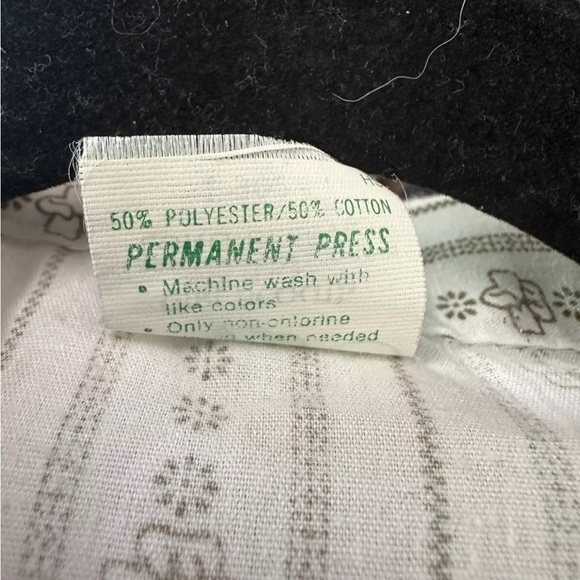 50% POLYESTER/50% COTTON
PERMANENT PRESS
• Machine wash with
like colors
• Only non-chlorine
when needed